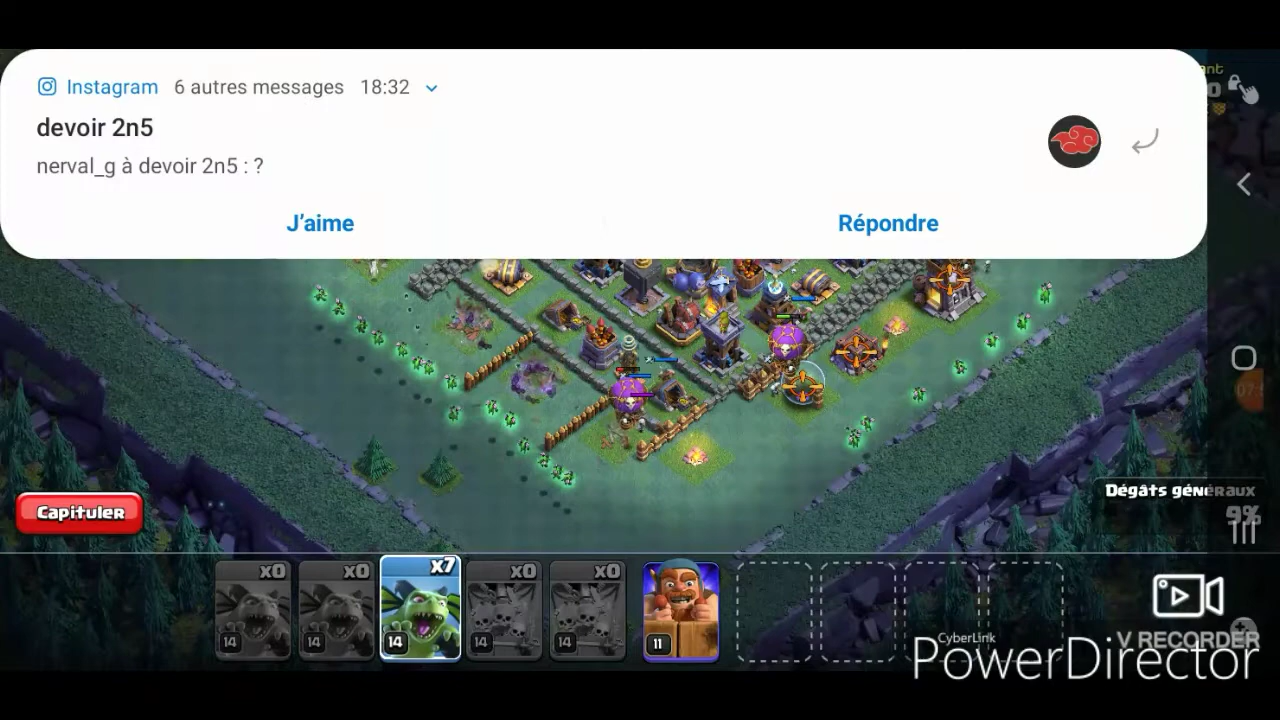 Instagram 6 autres messages 18:32
devoir 2n5
nerval_g à devoir 2n5 : ?
J’aime Répondre
Capituler
Dégâts généraux
9%
x0 x0 x7 x0 x0
14 14 14 14 14 11
CyberLink
PowerDirector
V RECORDER